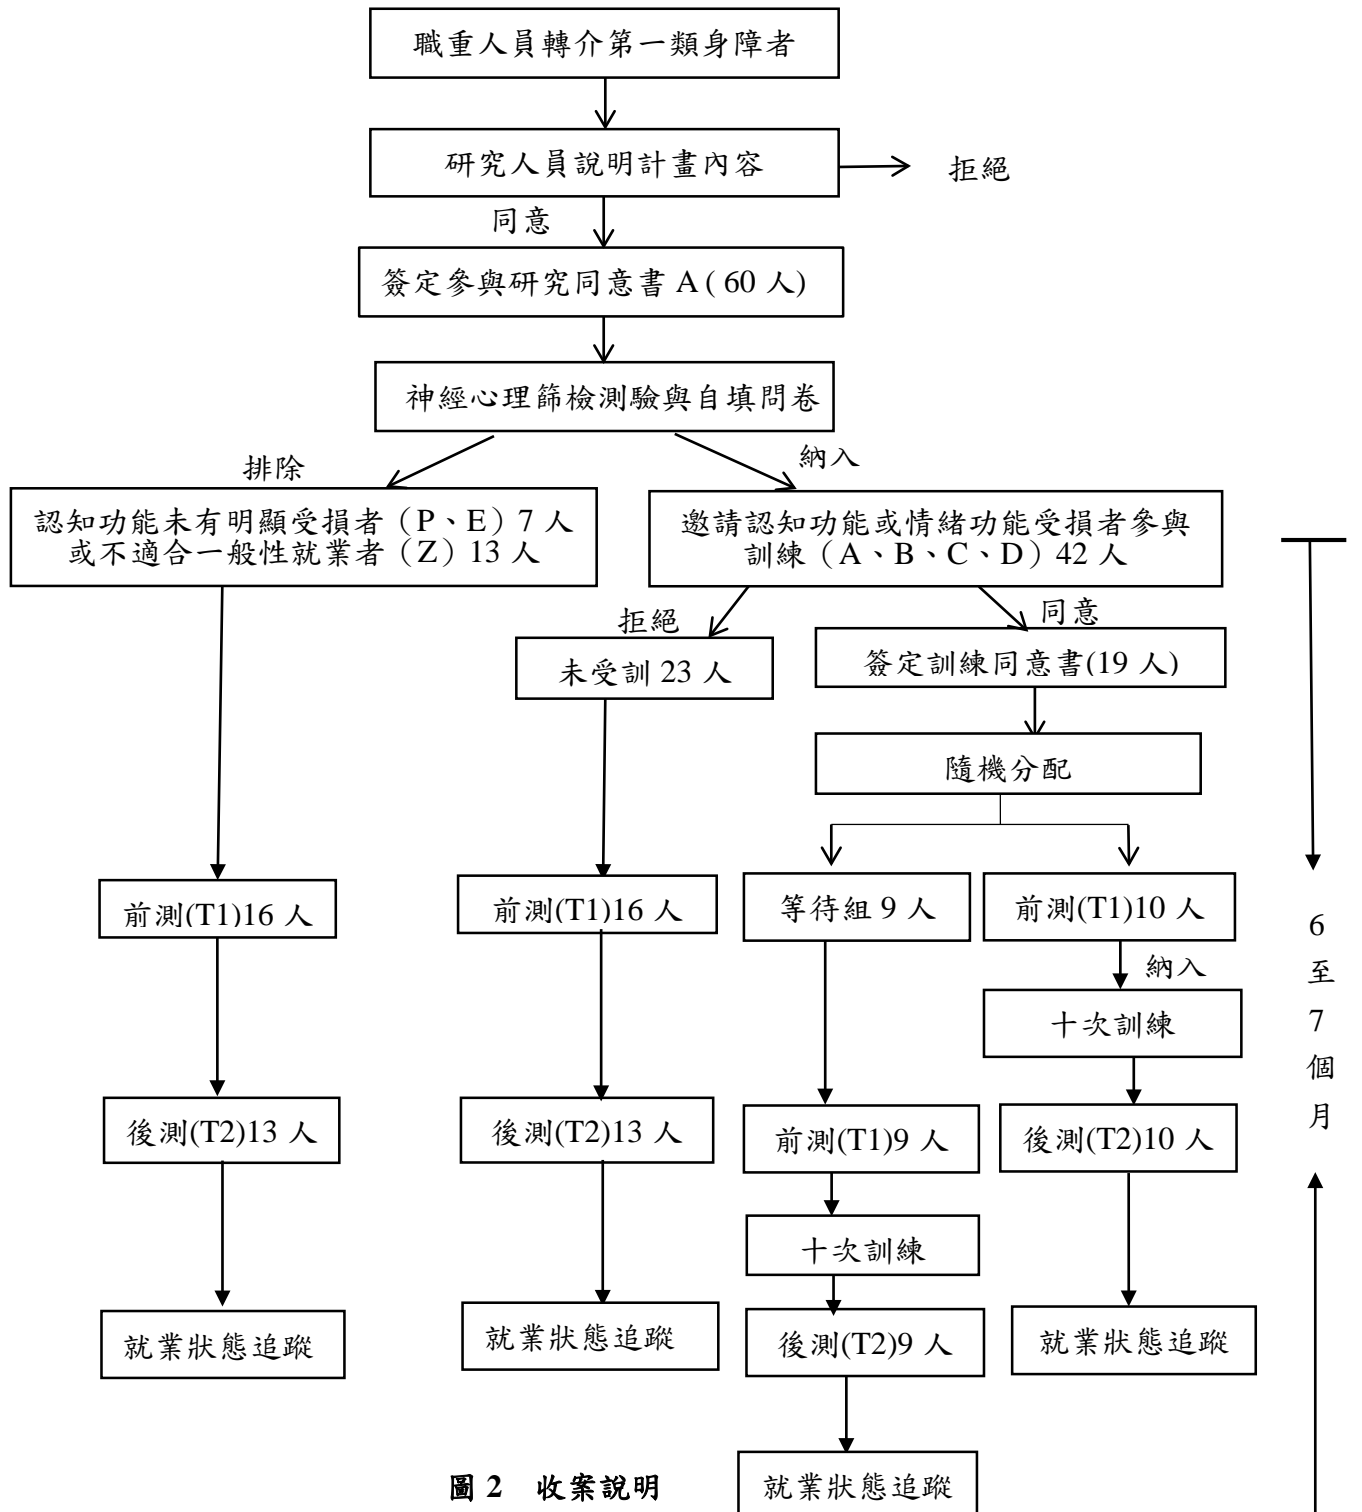 職重人員轉介第一類身障者
研究人員說明計畫內容
拒絕
同意
簽定參與研究同意書 A ( 60 人)
神經心理篩檢測驗與自填問卷
排除
納入
認知功能未有明顯受損者（P、E）7 人
或不適合一般性就業者（Z）13 人
邀請認知功能或情緒功能受損者參與
訓練（A、B、C、D）42 人
拒絕
同意
未受訓 23 人
簽定訓練同意書(19 人)
隨機分配
前測(T1)16 人
前測(T1)16 人
等待組 9 人
前測(T1)10 人
納入
十次訓練
6
至
7
個
月
後測(T2)13 人
後測(T2)13 人
前測(T1)9 人
後測(T2)10 人
十次訓練
就業狀態追蹤
就業狀態追蹤
後測(T2)9 人
就業狀態追蹤
就業狀態追蹤
圖 2 收案說明